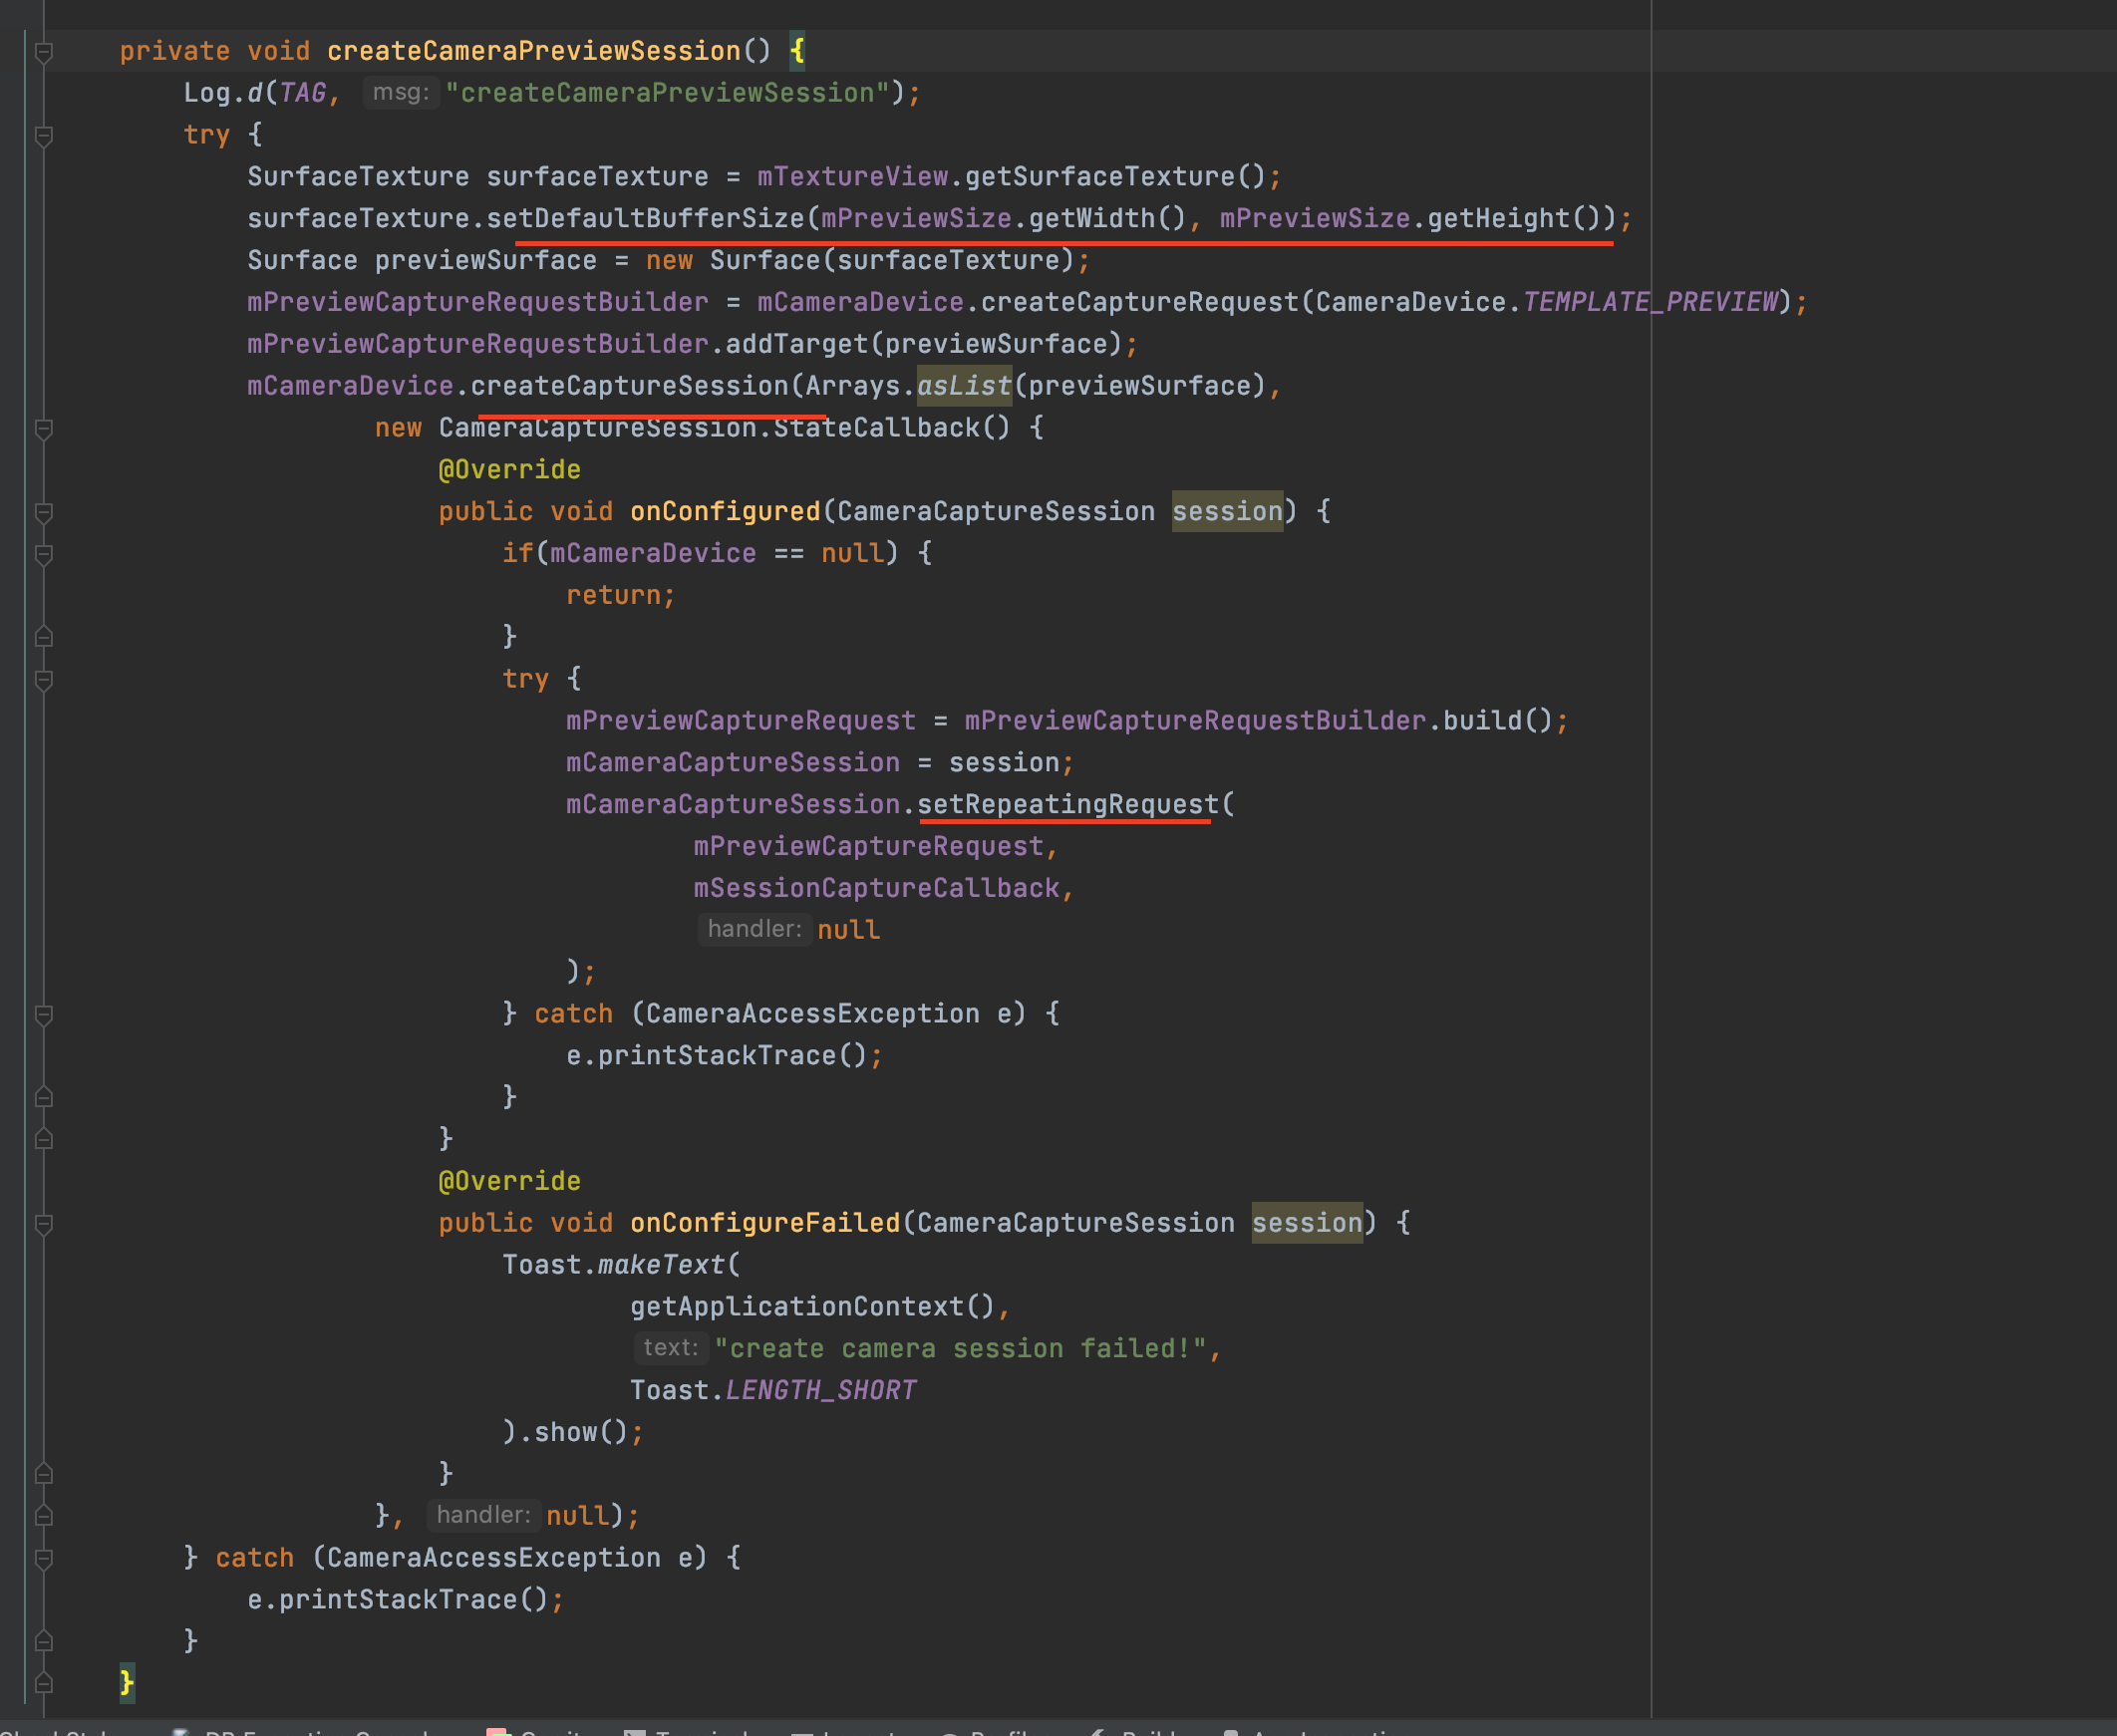 private void createCameraPreviewSession() {
Log.d(TAG, msg: "createCameraPreviewSession");
try {
SurfaceTexture surfaceTexture = mTextureView.getSurfaceTexture();
surfaceTexture.setDefaultBufferSize(mPreviewSize.getWidth(), mPreviewSize.getHeight());
Surface previewSurface = new Surface(surfaceTexture);
mPreviewCaptureRequestBuilder = mCameraDevice.createCaptureRequest(CameraDevice.TEMPLATE_PREVIEW);
mPreviewCaptureRequestBuilder.addTarget(previewSurface);
mCameraDevice.createCaptureSession(Arrays.asList(previewSurface),
new CameraCaptureSession.StateCallback() {
@Override
public void onConfigured(CameraCaptureSession session) {
if(mCameraDevice == null) {
return;
}
try {
mPreviewCaptureRequest = mPreviewCaptureRequestBuilder.build();
mCameraCaptureSession = session;
mCameraCaptureSession.setRepeatingRequest(
mPreviewCaptureRequest,
mSessionCaptureCallback,
handler: null
);
} catch (CameraAccessException e) {
e.printStackTrace();
}
}
@Override
public void onConfigureFailed(CameraCaptureSession session) {
Toast.makeText(
getApplicationContext(),
text: "create camera session failed!",
Toast.LENGTH_SHORT
).show();
}
}, handler: null);
} catch (CameraAccessException e) {
e.printStackTrace();
}
}